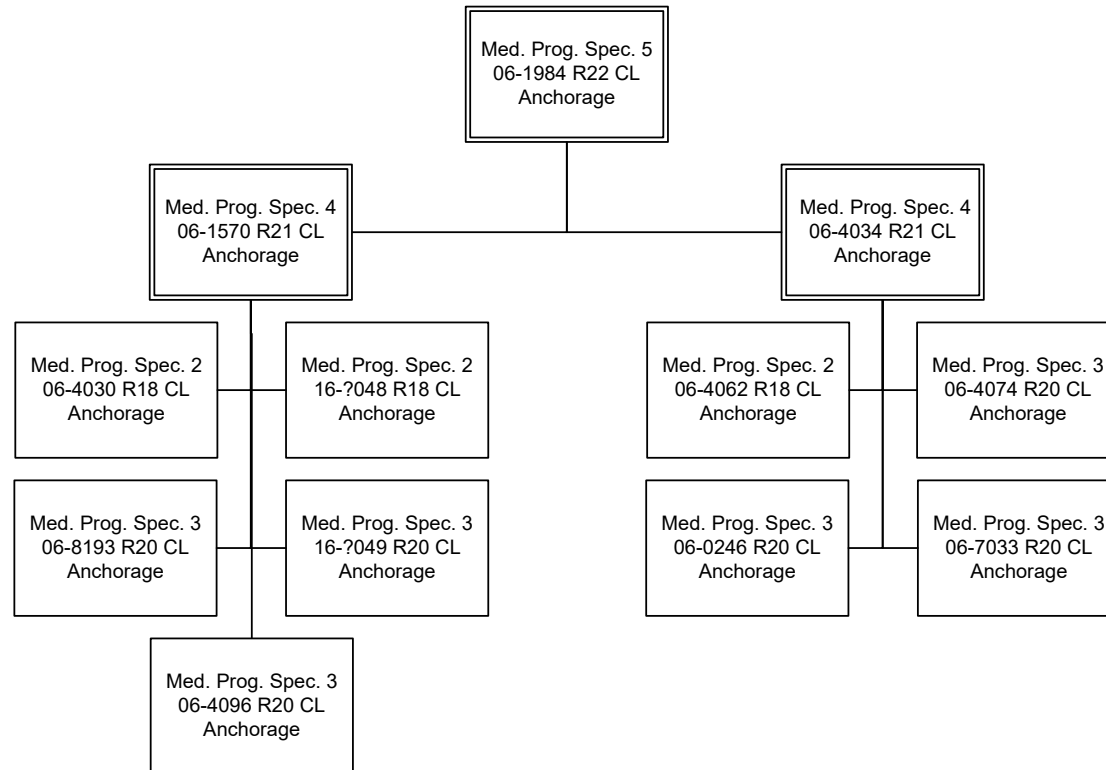 Med. Prog. Spec. 5
06-1984 R22 CL
Anchorage
Med. Prog. Spec. 4
06-1570 R21 CL
Anchorage
Med. Prog. Spec. 4
06-4034 R21 CL
Anchorage
Med. Prog. Spec. 2
06-4030 R18 CL
Anchorage
Med. Prog. Spec. 2
16-?048 R18 CL
Anchorage
Med. Prog. Spec. 2
06-4062 R18 CL
Anchorage
Med. Prog. Spec. 3
06-4074 R20 CL
Anchorage
Med. Prog. Spec. 3
06-8193 R20 CL
Anchorage
Med. Prog. Spec. 3
16-?049 R20 CL
Anchorage
Med. Prog. Spec. 3
06-0246 R20 CL
Anchorage
Med. Prog. Spec. 3
06-7033 R20 CL
Anchorage
Med. Prog. Spec. 3
06-4096 R20 CL
Anchorage